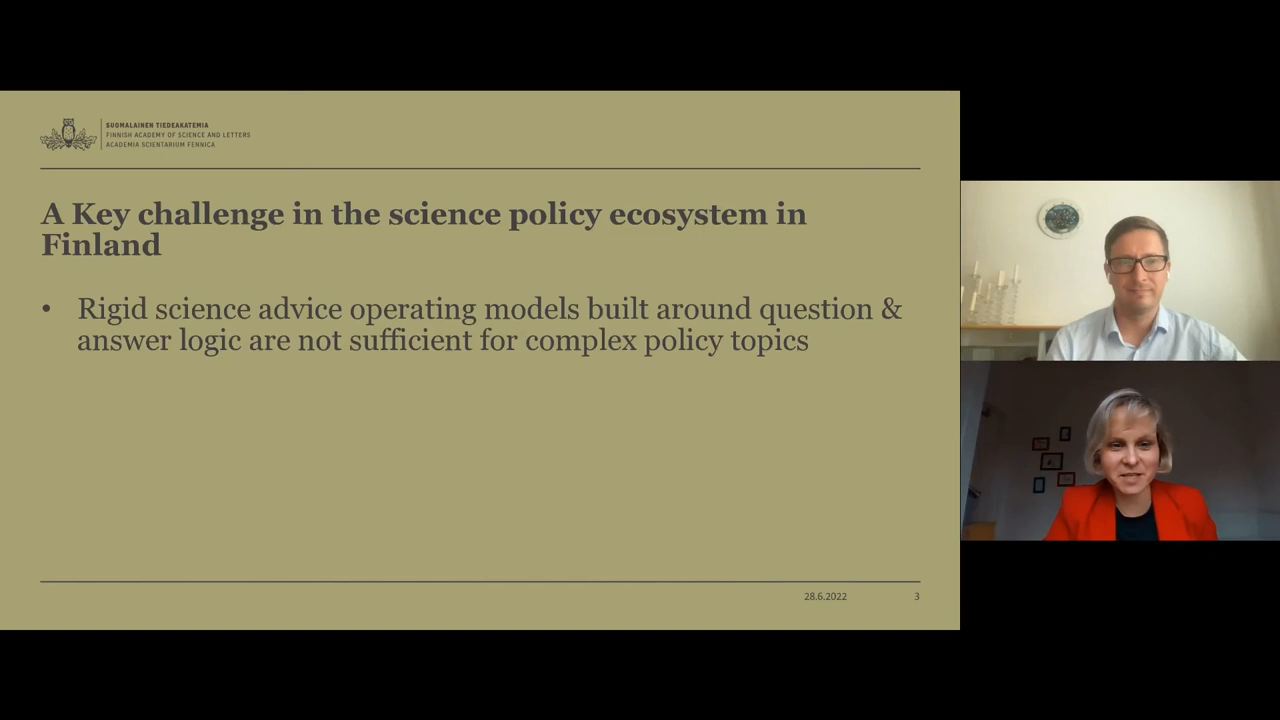 SUOMALAINEN TIEDEAKATEMIA
FINNISH ACADEMY OF SCIENCE AND LETTERS
ACADEMIA SCIENTIARUM FENNICA
A Key challenge in the science policy ecosystem in
Finland
• Rigid science advice operating models built around question &
answer logic are not sufficient for complex policy topics
28.6.2022
3